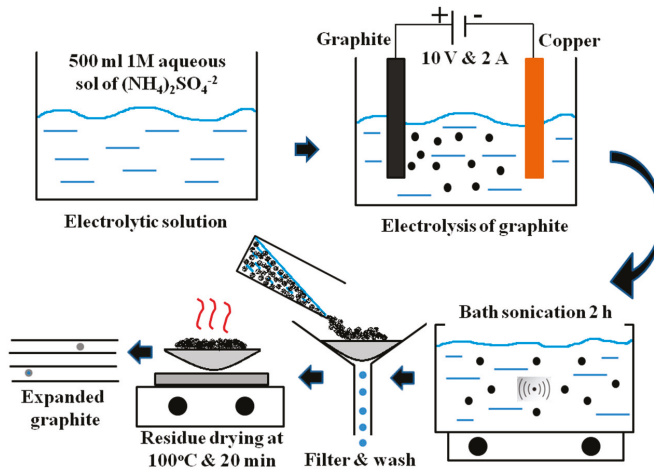 500 ml 1M aqueous
sol of (NH₄)₂SO₄⁻²
Electrolytic solution
+ -
Graphite
Copper
10 V & 2 A
Electrolysis of graphite
Bath sonication 2 h
Filter & wash
Residue drying at
100°C & 20 min
Expanded
graphite